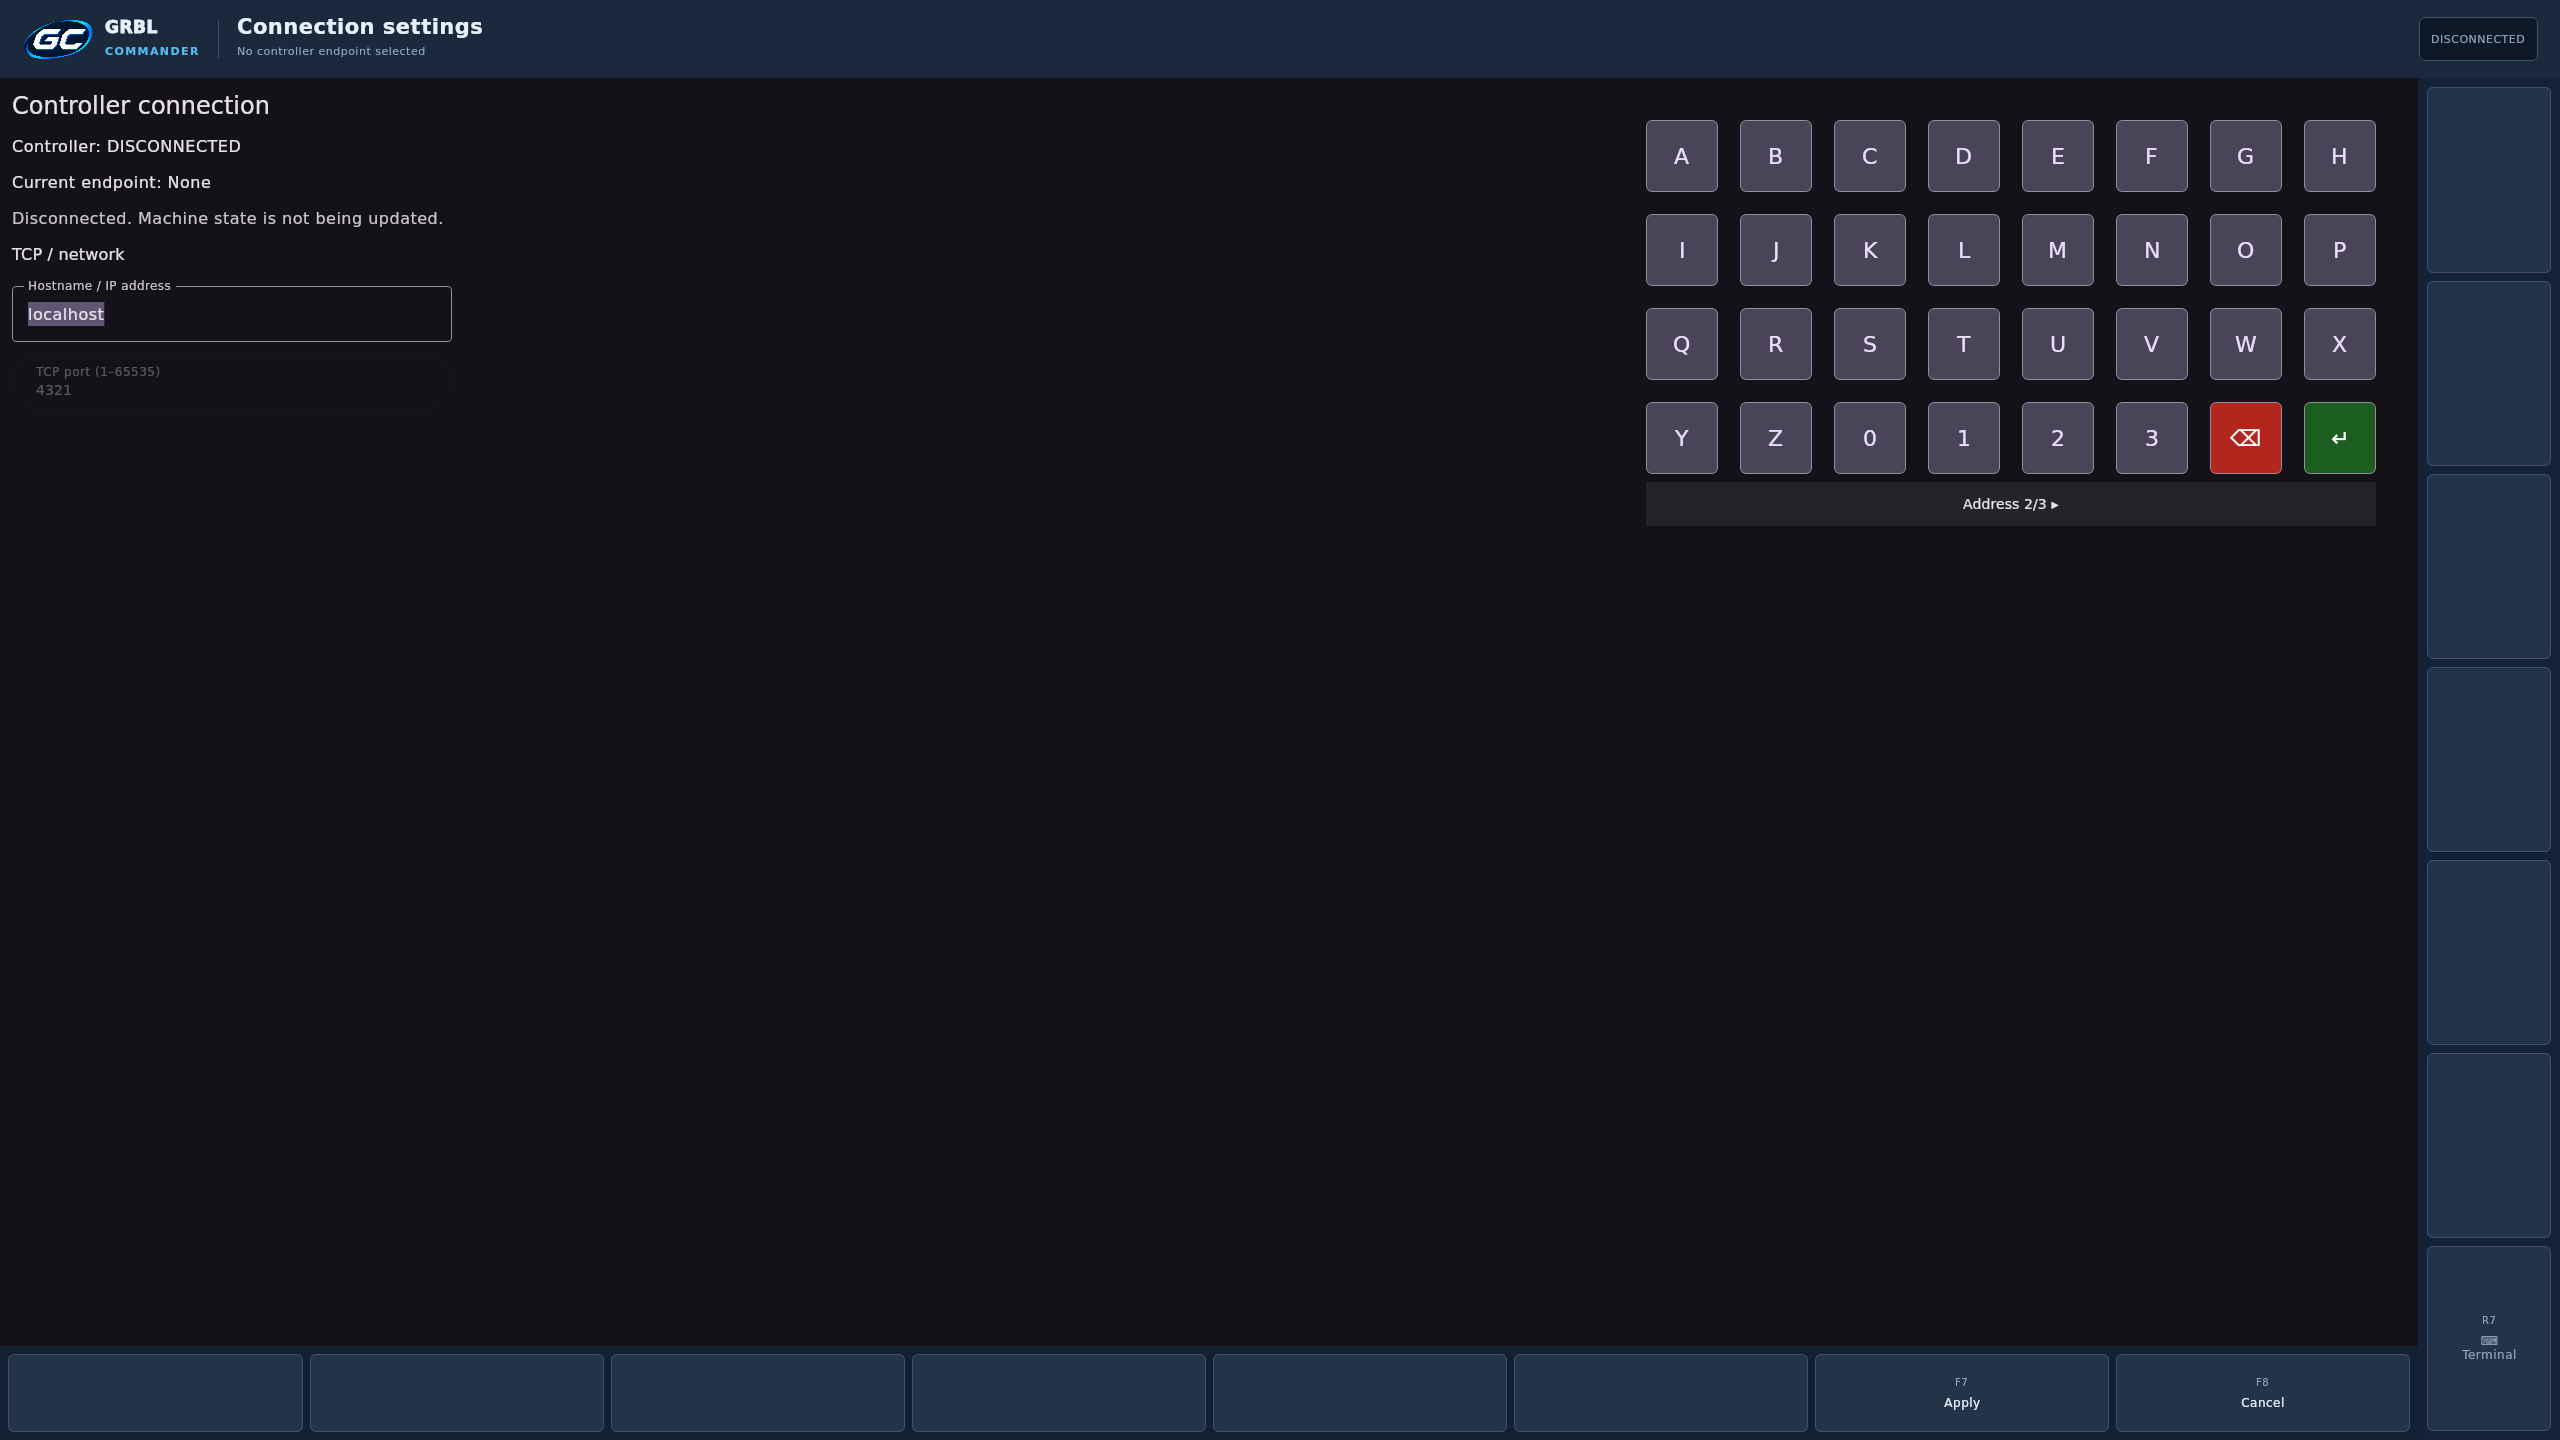 GC
GRBL
COMMANDER
Connection settings
No controller endpoint selected
DISCONNECTED
Controller connection
Controller: DISCONNECTED
Current endpoint: None
Disconnected. Machine state is not being updated.
TCP / network
Hostname / IP address
localhost
TCP port (1–65535)
4321
A B C D E F G H
I J K L M N O P
Q R S T U V W X
Y Z 0 1 2 3 ⌫ ↵
Address 2/3 ▸
R7
⌨
Terminal
F7
Apply
F8
Cancel